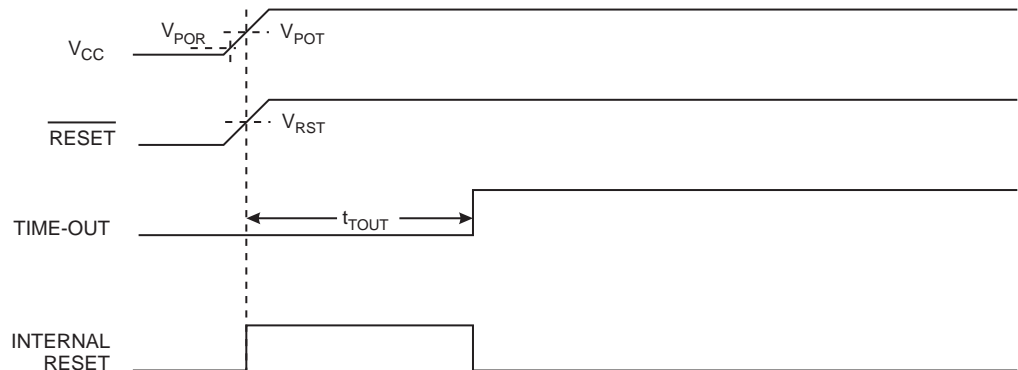 V_POR
V_POT
V_CC
RESET
V_RST
TIME-OUT
t_TOUT
INTERNAL
RESET